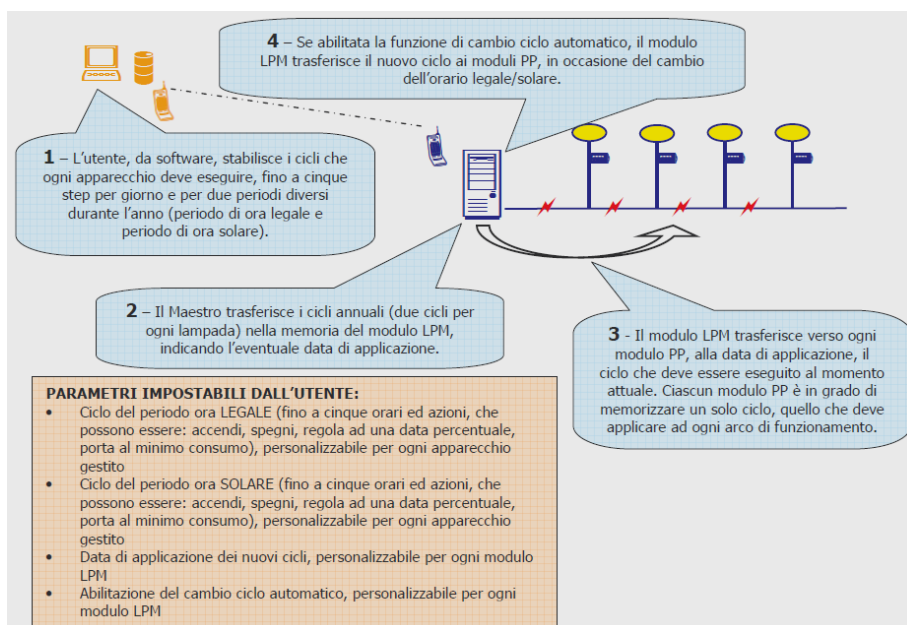 4 – Se abilitata la funzione di cambio ciclo automatico, il modulo
LPM trasferisce il nuovo ciclo ai moduli PP, in occasione del cambio
dell'orario legale/solare.
1 – L'utente, da software, stabilisce i cicli che
ogni apparecchio deve eseguire, fino a cinque
step per giorno e per due periodi diversi
durante l'anno (periodo di ora legale e
periodo di ora solare).
2 – Il Maestro trasferisce i cicli annuali (due cicli per
ogni lampada) nella memoria del modulo LPM,
indicando l'eventuale data di applicazione.
3 - Il modulo LPM trasferisce verso ogni
modulo PP, alla data di applicazione, il
ciclo che deve essere eseguito al momento
attuale. Ciascun modulo PP è in grado di
memorizzare un solo ciclo, quello che deve
applicare ad ogni arco di funzionamento.
PARAMETRI IMPOSTABILI DALL'UTENTE:
• Ciclo del periodo ora LEGALE (fino a cinque orari ed azioni, che
possono essere: accendi, spegni, regola ad una data percentuale,
porta al minimo consumo), personalizzabile per ogni apparecchio
gestito
• Ciclo del periodo ora SOLARE (fino a cinque orari ed azioni, che
possono essere: accendi, spegni, regola ad una data percentuale,
porta al minimo consumo), personalizzabile per ogni apparecchio
gestito
• Data di applicazione dei nuovi cicli, personalizzabile per ogni modulo
LPM
• Abilitazione del cambio ciclo automatico, personalizzabile per ogni
modulo LPM